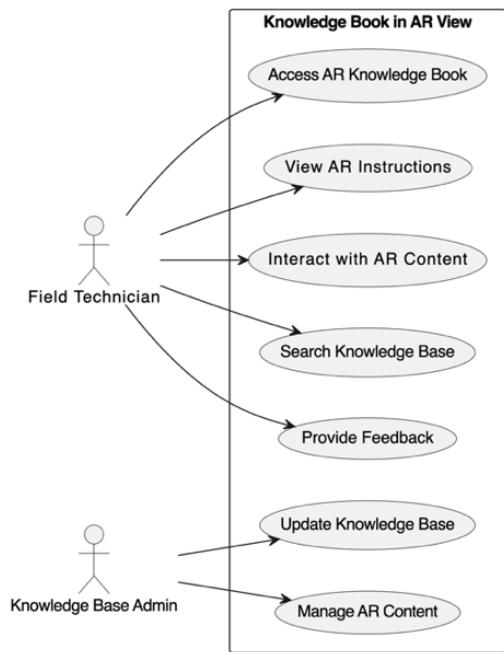 Knowledge Book in AR View
Access AR Knowledge Book
View AR Instructions
Interact with AR Content
Field Technician
Search Knowledge Base
Provide Feedback
Update Knowledge Base
Knowledge Base Admin
Manage AR Content